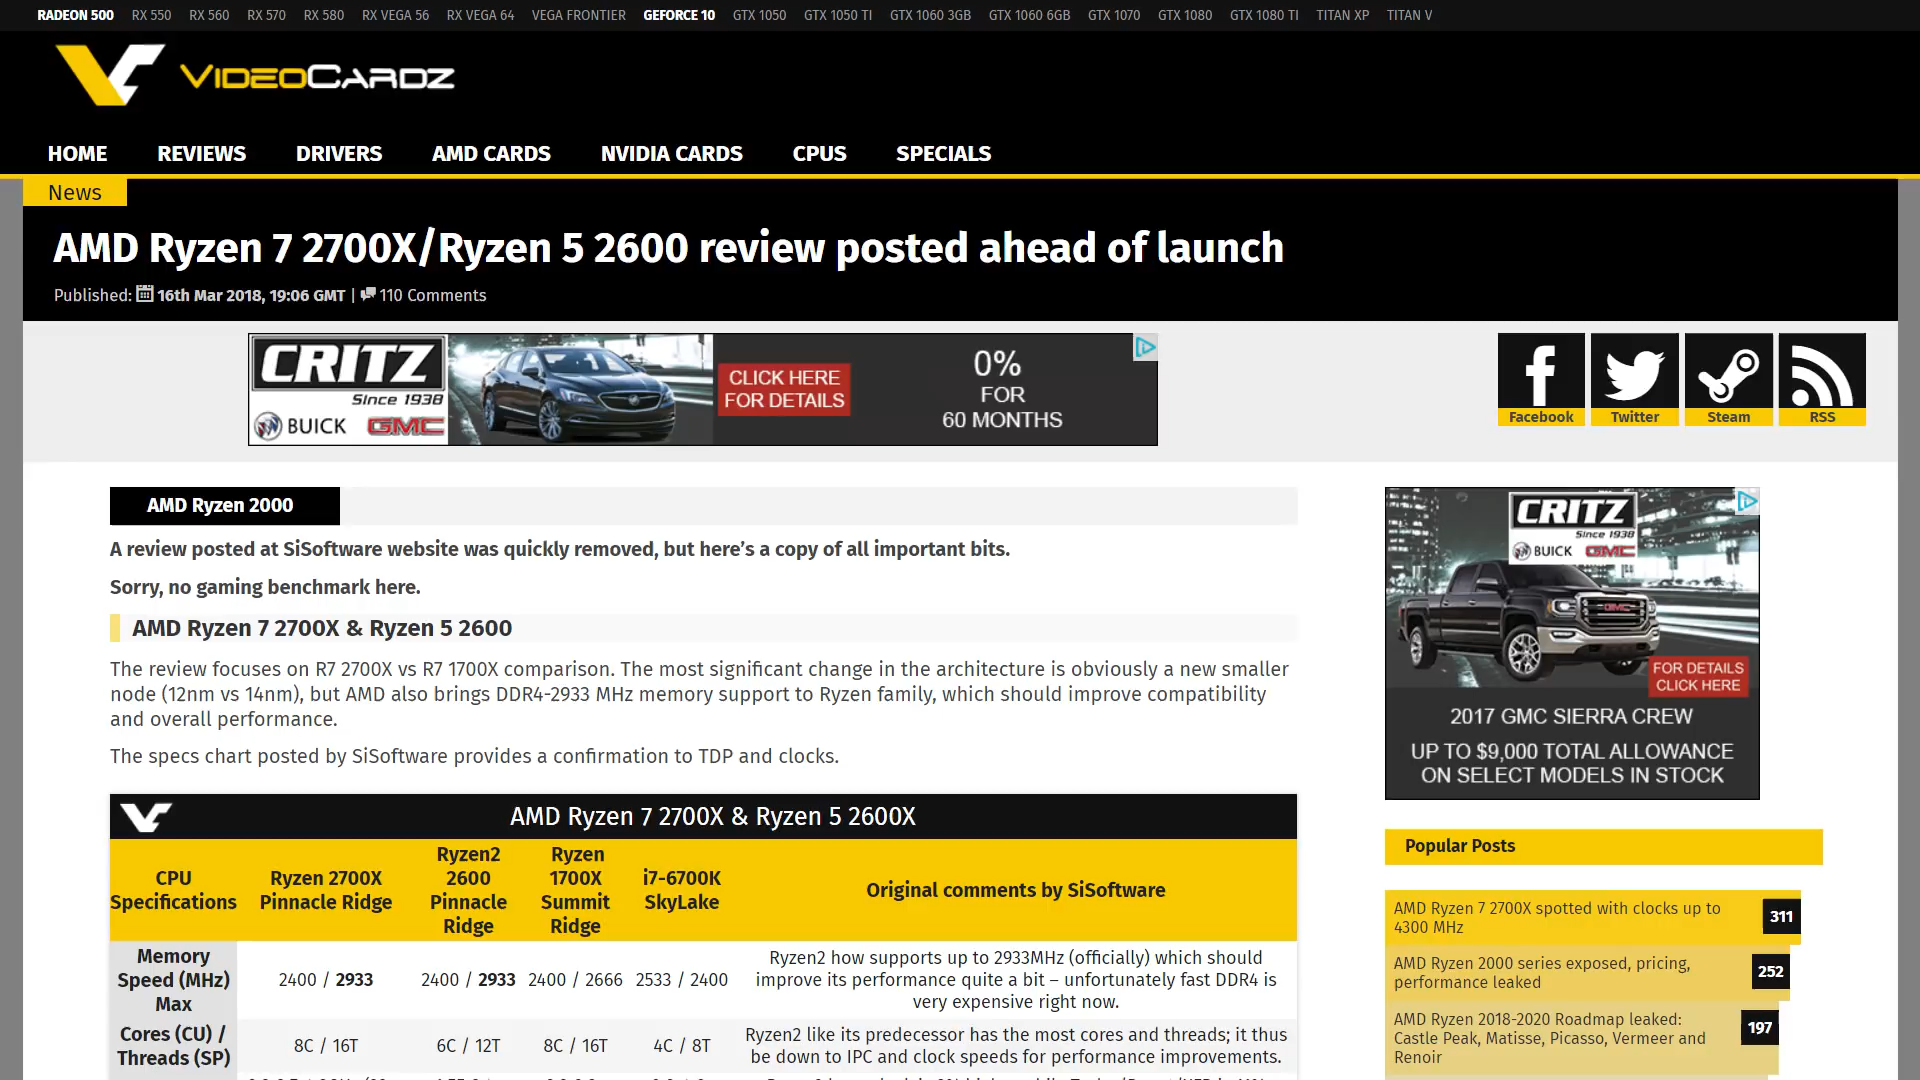 RADEON 500 RX 550 RX 560 RX 570 RX 580 RX VEGA 56 RX VEGA 64 VEGA FRONTIER GEFORCE 10 GTX 1050 GTX 1050 TI GTX 1060 3GB GTX 1060 6GB GTX 1070 GTX 1080 GTX 1080 TI TITAN XP TITAN V
VIDEOCARDZ
HOME REVIEWS DRIVERS AMD CARDS NVIDIA CARDS CPUS SPECIALS
News
AMD Ryzen 7 2700X/Ryzen 5 2600 review posted ahead of launch
Published: 16th Mar 2018, 19:06 GMT | 110 Comments
CRITZ
Since 1938
BUICK GMC
CLICK HERE
FOR DETAILS
0%
FOR
60 MONTHS
Facebook Twitter Steam RSS
AMD Ryzen 2000
A review posted at SiSoftware website was quickly removed, but here's a copy of all important bits.
Sorry, no gaming benchmark here.
AMD Ryzen 7 2700X & Ryzen 5 2600
The review focuses on R7 2700X vs R7 1700X comparison. The most significant change in the architecture is obviously a new smaller
node (12nm vs 14nm), but AMD also brings DDR4-2933 MHz memory support to Ryzen family, which should improve compatibility
and overall performance.
The specs chart posted by SiSoftware provides a confirmation to TDP and clocks.
AMD Ryzen 7 2700X & Ryzen 5 2600X
CPU
Specifications
Ryzen 2700X
Pinnacle Ridge
Ryzen2
2600
Pinnacle
Ridge
Ryzen
1700X
Summit
Ridge
i7-6700K
SkyLake
Original comments by SiSoftware
Memory
Speed (MHz)
Max
2400 / 2933
2400 / 2933
2400 / 2666
2533 / 2400
Ryzen2 how supports up to 2933MHz (officially) which should
improve its performance quite a bit – unfortunately fast DDR4 is
very expensive right now.
Cores (CU) /
Threads (SP)
8C / 16T
6C / 12T
8C / 16T
4C / 8T
Ryzen2 like its predecessor has the most cores and threads; it thus
be down to IPC and clock speeds for performance improvements.
CRITZ
Since 1938
BUICK GMC
FOR DETAILS
CLICK HERE
2017 GMC SIERRA CREW
UP TO $9,000 TOTAL ALLOWANCE
ON SELECT MODELS IN STOCK
Popular Posts
AMD Ryzen 7 2700X spotted with clocks up to
4300 MHz
311
AMD Ryzen 2000 series exposed, pricing,
performance leaked
252
AMD Ryzen 2018-2020 Roadmap leaked:
Castle Peak, Matisse, Picasso, Vermeer and
Renoir
197